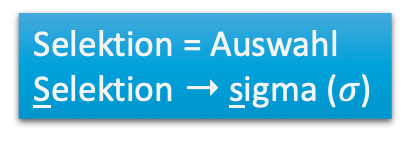 Selektion = Auswahl
Selektion → sigma (𝜎)